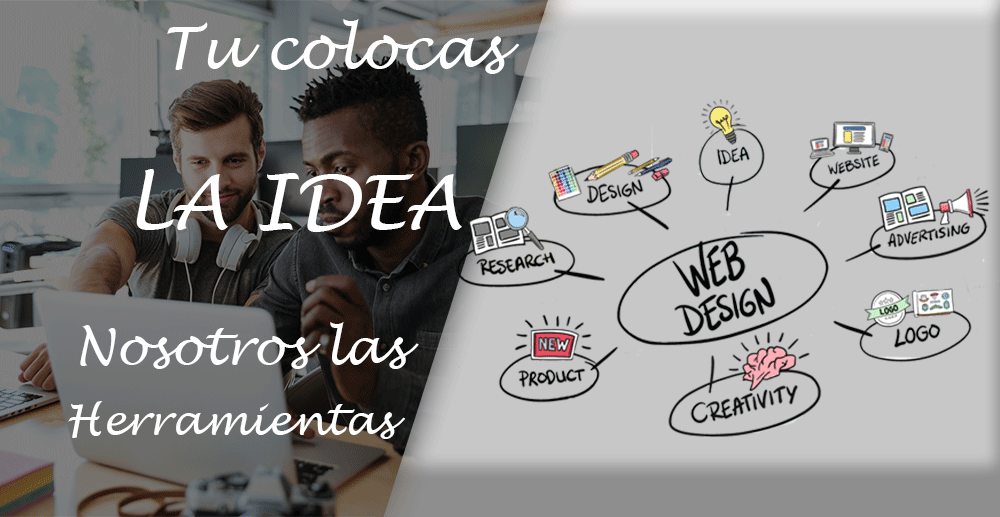 Tu colocas
LA IDEA
Nosotros las
Herramientas
IDEA
WEBSITE
DESIGN
ADVERTISING
RESEARCH
WEB
DESIGN
LOGO
LOGO
NEW
PRODUCT
CREATIVITY